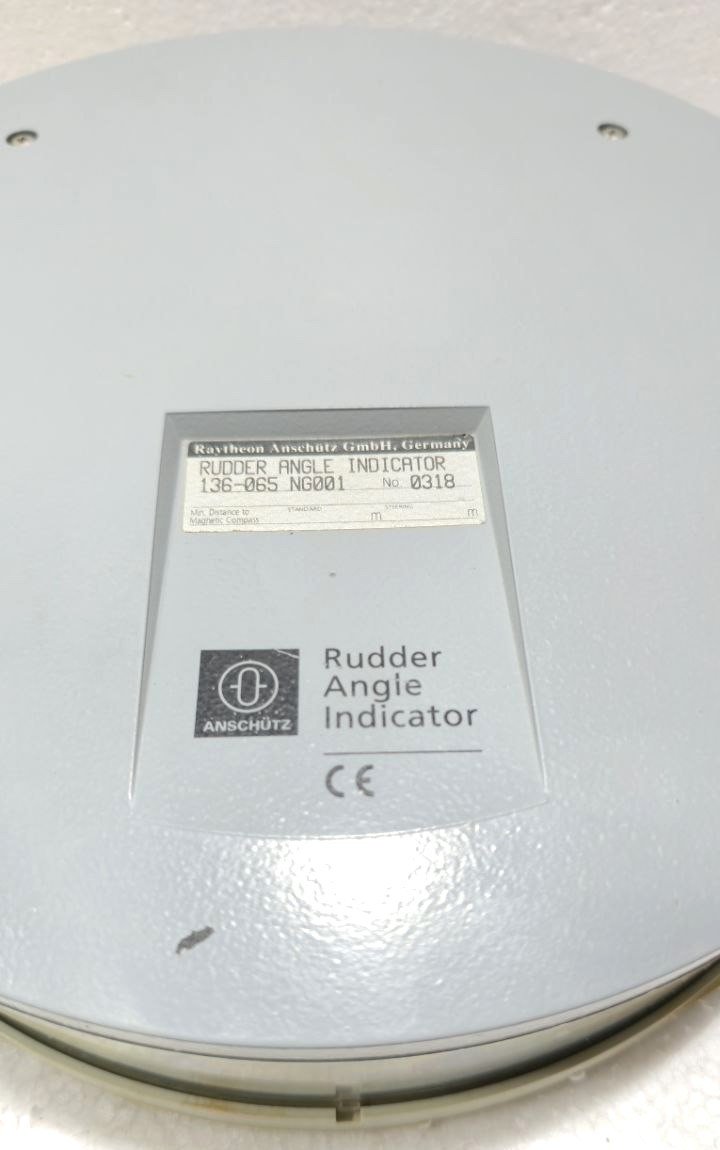 Raytheon Anschütz GmbH, Germany
RUDDER ANGLE INDICATOR
136-065 NG001 No. 0318
Min. Distance to STANDARD STEERING
Magnetic Compass m m
Rudder
Angle
Indicator
ANSCHÜTZ
CE